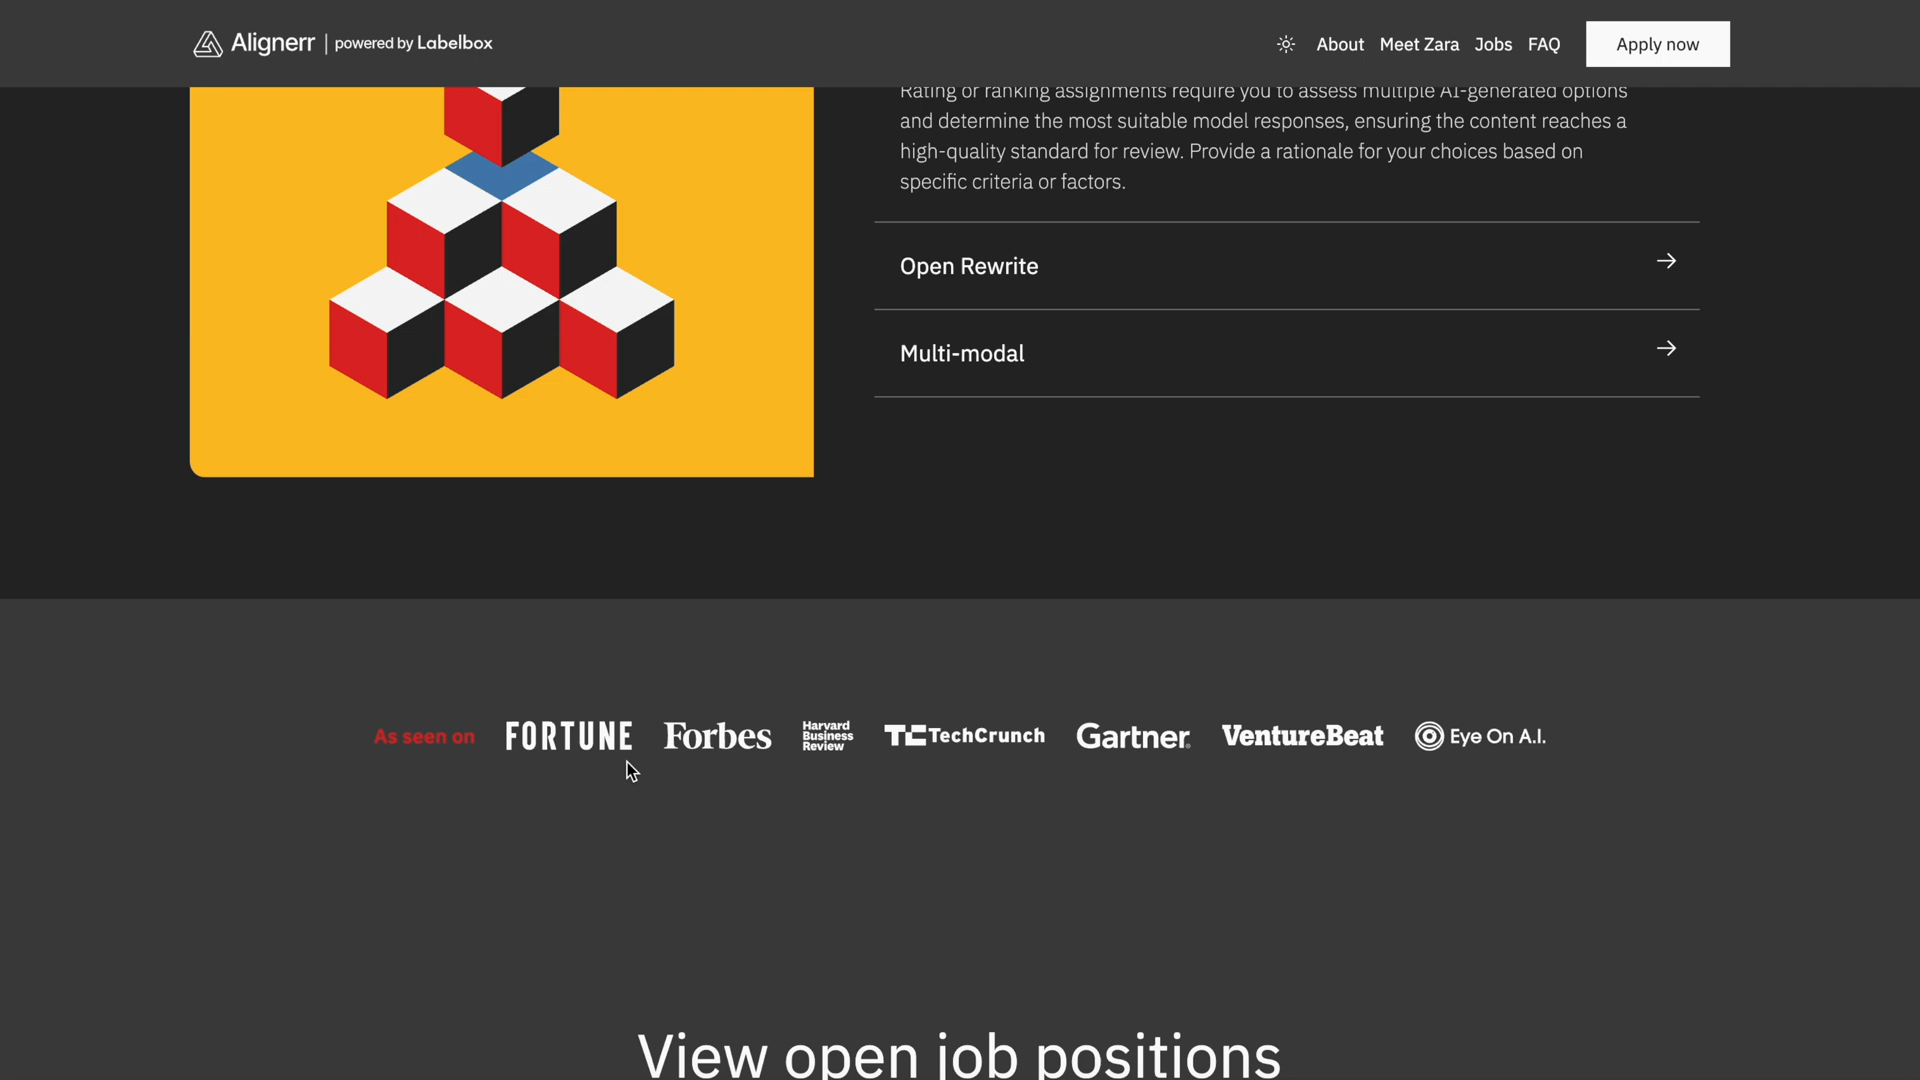 Alignerr | powered by Labelbox
About Meet Zara Jobs FAQ Apply now
Rating or ranking assignments require you to assess multiple AI-generated options
and determine the most suitable model responses, ensuring the content reaches a
high-quality standard for review. Provide a rationale for your choices based on
specific criteria or factors.
Open Rewrite
Multi-modal
As seen on FORTUNE Forbes Harvard Business Review TechCrunch Gartner VentureBeat Eye On A.I.
View open job positions